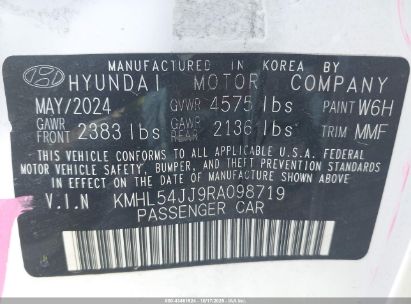 MANUFACTURED IN KOREA BY
HYUNDAI MOTOR COMPANY
MAY/2024 GVWR 4575 lbs PAINT W6H
GAWR FRONT 2383 lbs GAWR REAR 2136 lbs TRIM MMF
THIS VEHICLE CONFORMS TO ALL APPLICABLE U.S. FEDERAL
MOTOR VEHICLE SAFETY, BUMPER, AND THEFT PREVENTION STANDARDS
IN EFFECT ON THE DATE OF MANUFACTURE SHOWN ABOVE.
V.I.N KMHL54JJ9RA098719
PASSENGER CAR